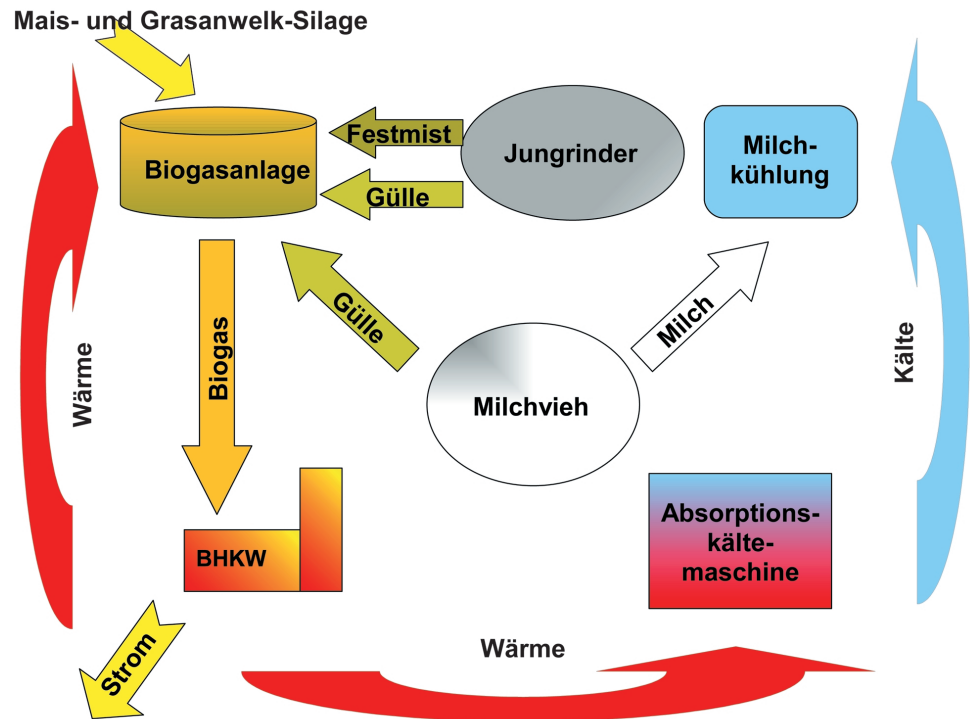 Mais- und Grasanwelk-Silage
Festmist
Jungrinder
Milch-
kühlung
Biogasanlage
Gülle
Gülle
Milch
Biogas
Wärme
Kälte
Milchvieh
Absorptions-
kälte-
maschine
BHKW
Strom
Wärme